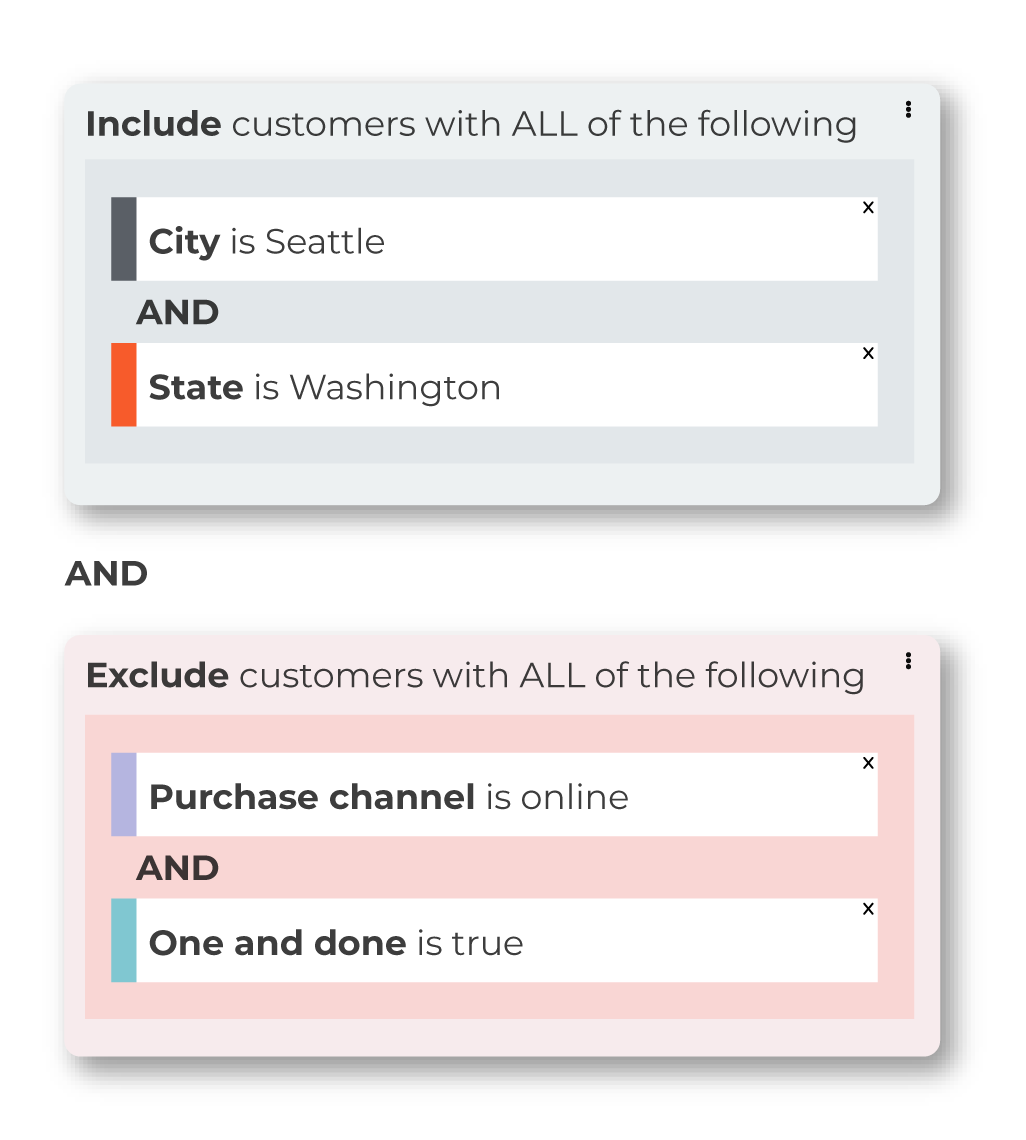 Include customers with ALL of the following
x
City is Seattle
AND
x
State is Washington
AND
Exclude customers with ALL of the following
x
Purchase channel is online
AND
x
One and done is true